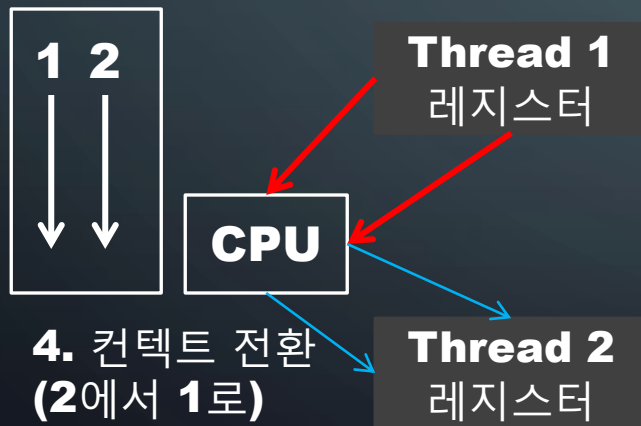 1 2
Thread 1
레지스터
CPU
4. 컨텍트 전환
(2에서 1로)
Thread 2
레지스터